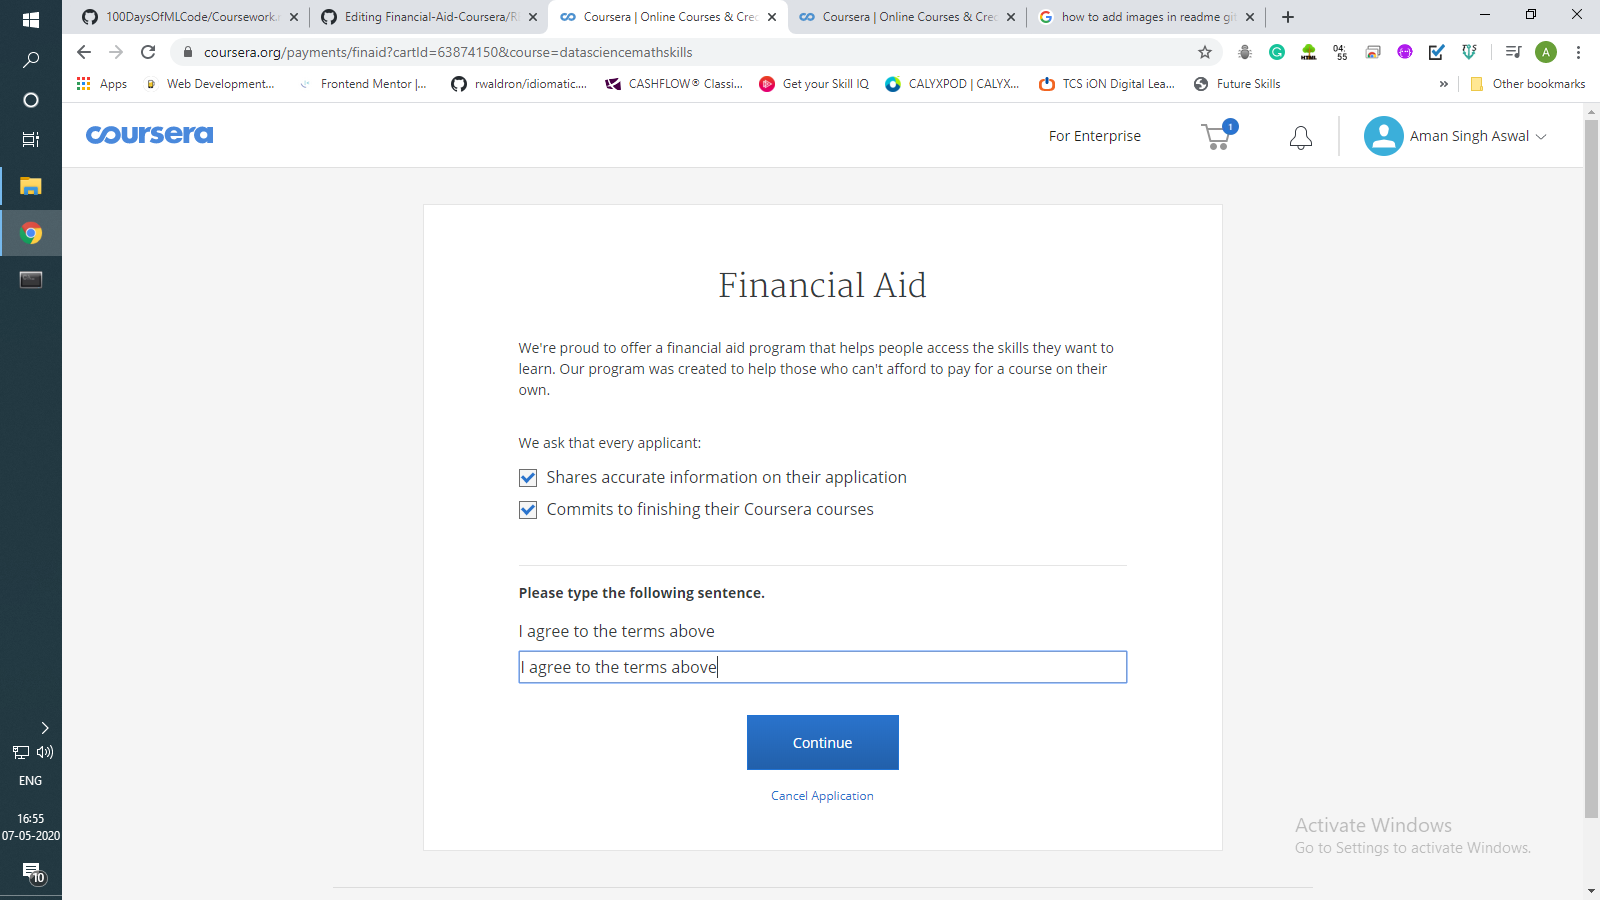 100DaysOfMLCode/Coursework.
Editing Financial-Aid-Coursera/R
Coursera | Online Courses & Cre
Coursera | Online Courses & Cre
how to add images in readme git
coursera.org/payments/finaid?cartId=63874150&course=datasciencemathskills
04:
55
A
Apps
Web Development...
Frontend Mentor |...
rwaldron/idiomatic....
CASHFLOW® Classi...
Get your Skill IQ
CALYXPOD | CALYX...
TCS iON Digital Lea...
Future Skills
»
Other bookmarks
coursera
For Enterprise
1
Aman Singh Aswal
Financial Aid
We're proud to offer a financial aid program that helps people access the skills they want to
learn. Our program was created to help those who can't afford to pay for a course on their
own.
We ask that every applicant:
Shares accurate information on their application
Commits to finishing their Coursera courses
Please type the following sentence.
I agree to the terms above
I agree to the terms above
Continue
Cancel Application
Activate Windows
Go to Settings to activate Windows.
ENG
16:55
07-05-2020
10